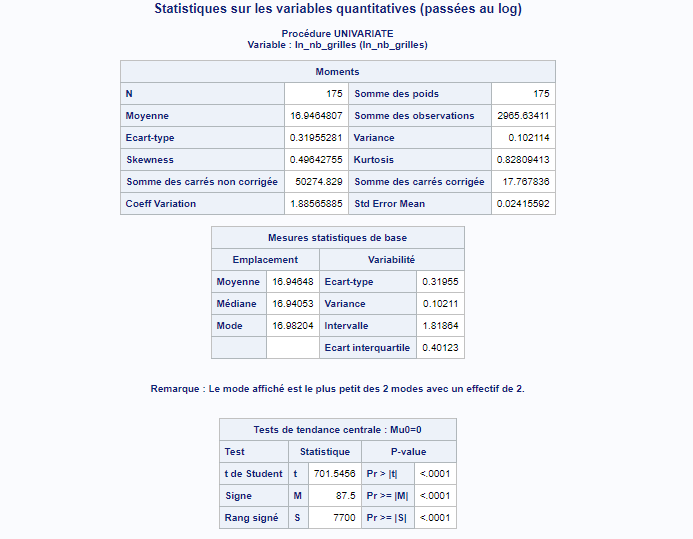 Statistiques sur les variables quantitatives (passées au log)
Procédure UNIVARIATE
Variable : ln_nb_grilles (ln_nb_grilles)
Moments
N 175 Somme des poids 175
Moyenne 16.9464807 Somme des observations 2965.63411
Ecart-type 0.31955281 Variance 0.102114
Skewness 0.49642755 Kurtosis 0.82809413
Somme des carrés non corrigée 50274.829 Somme des carrés corrigée 17.767836
Coeff Variation 1.88565885 Std Error Mean 0.02415592
Mesures statistiques de base
Emplacement Variabilité
Moyenne 16.94648 Ecart-type 0.31955
Médiane 16.94053 Variance 0.10211
Mode 16.98204 Intervalle 1.81864
Ecart interquartile 0.40123
Remarque : Le mode affiché est le plus petit des 2 modes avec un effectif de 2.
Tests de tendance centrale : Mu0=0
Test Statistique P-value
t de Student t 701.5456 Pr > |t| <.0001
Signe M 87.5 Pr >= |M| <.0001
Rang signé S 7700 Pr >= |S| <.0001